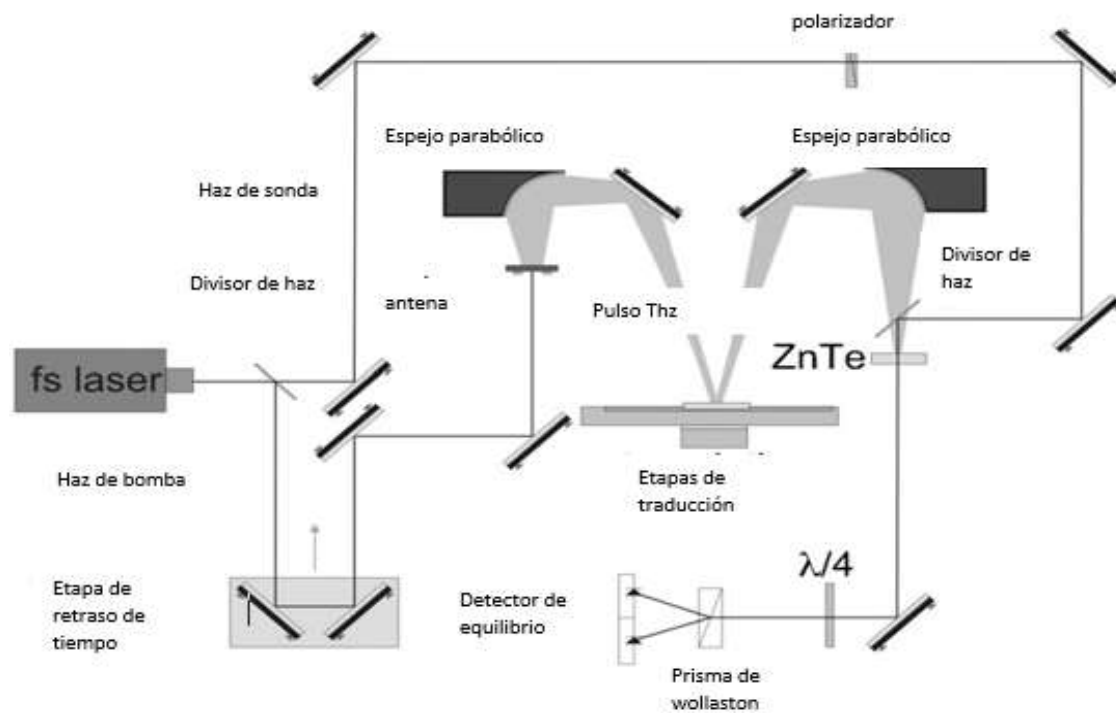 polarizador
Espejo parabólico
Espejo parabólico
Haz de sonda
Divisor de haz
antena
Pulso Thz
Divisor de
haz
fs laser
ZnTe
Haz de bomba
Etapas de
traducción
λ/4
Etapa de
retraso de
tiempo
Detector de
equilibrio
Prisma de
wollaston